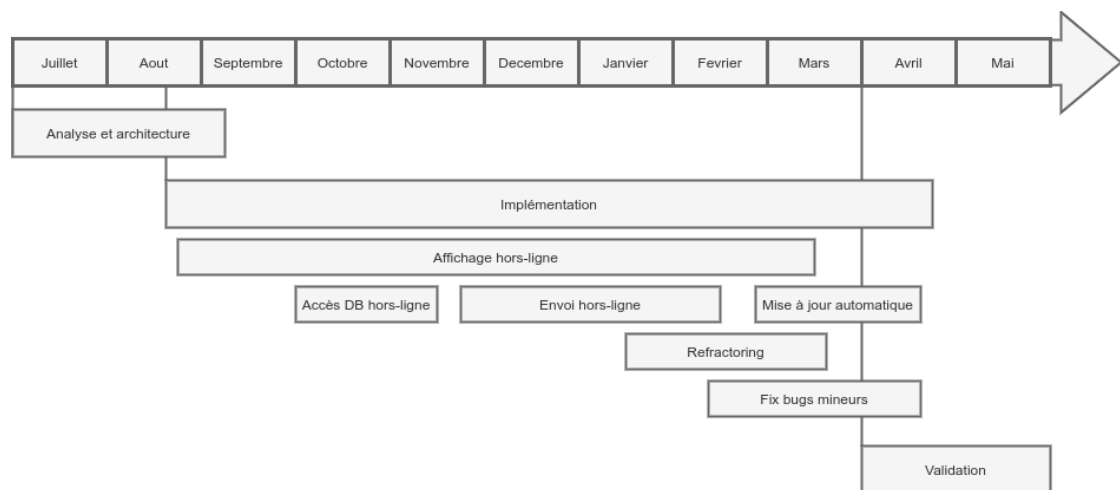 Juillet
Aout
Septembre
Octobre
Novembre
Decembre
Janvier
Fevrier
Mars
Avril
Mai
Analyse et architecture
Implémentation
Affichage hors-ligne
Accès DB hors-ligne
Envoi hors-ligne
Mise à jour automatique
Refractoring
Fix bugs mineurs
Validation